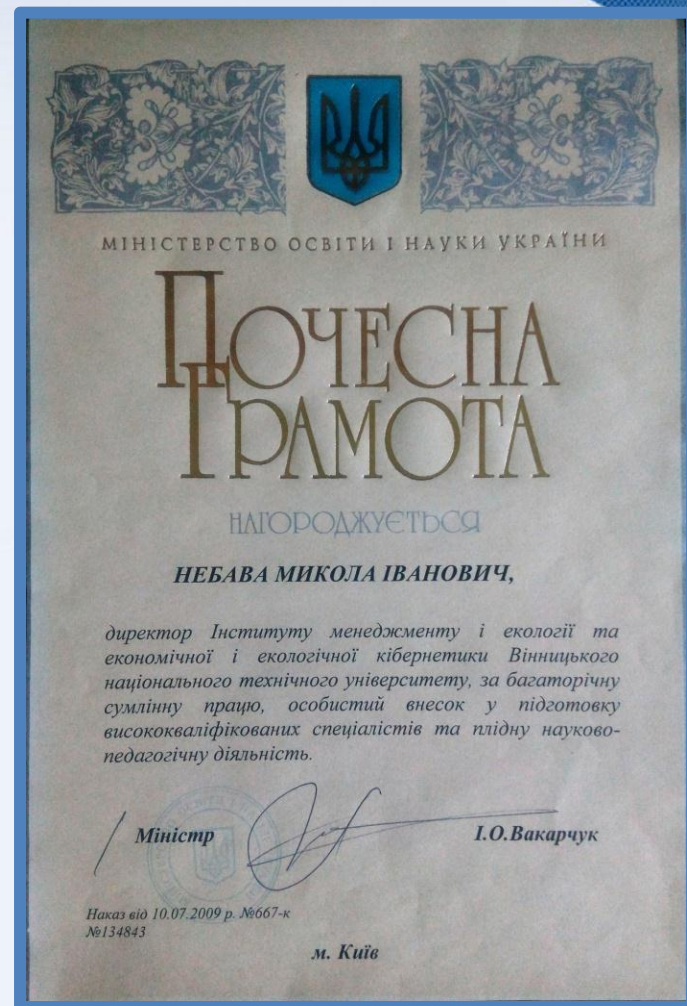 МІНІСТЕРСТВО ОСВІТИ І НАУКИ УКРАЇНИ
ПОЧЕСНА
ГРАМОТА
НАГОРОДЖУЄТЬСЯ
НЕБАВА МИКОЛА ІВАНОВИЧ,
директор Інституту менеджменту і екології та
економічної і екологічної кібернетики Вінницького
національного технічного університету, за багаторічну
сумлінну працю, особистий внесок у підготовку
висококваліфікованих спеціалістів та плідну науково-
педагогічну діяльність.
Міністр І.О.Вакарчук
Наказ від 10.07.2009 р. №667-к
№134843
м. Київ